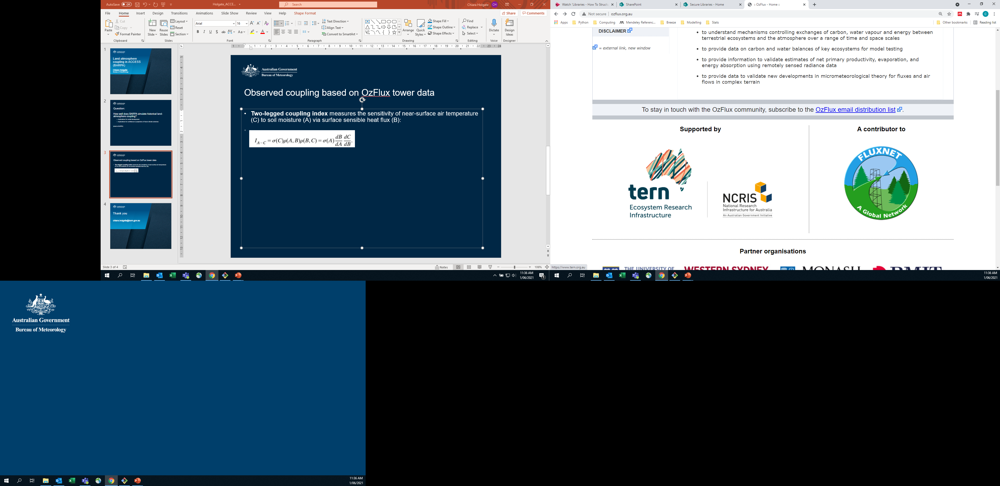 AutoSave Off
Holgate_ACCE...
Search
Chiara Holgate CH
File Home Insert Design Transitions Animations Slide Show Review View Help Shape Format
Share Comments
Paste
Cut
Copy
Format Painter
Clipboard
New Slide
Reuse Slides
Layout
Reset
Section
Slides
Arial 16
Font
Text Direction
Align Text
Convert to SmartArt
Paragraph
Arrange
Quick Styles
Shape Fill
Shape Outline
Shape Effects
Drawing
Find
Replace
Select
Editing
Dictate
Voice
Design Ideas
Designer
1
Land-atmosphere
coupling in ACCESS
(BARPA)
Chiara Holgate
Bureau of Meteorology
2
Question:
How well does BARPA simulate historical land-
atmosphere coupling?
3
Observed coupling based on OzFlux tower data
4
Thank you
chiara.holgate@bom.gov.au
Australian Government
Bureau of Meteorology
Observed coupling based on OzFlux tower data
• Two-legged coupling index measures the sensitivity of near-surface air temperature
(C) to soil moisture (A) via surface sensible heat flux (B):
I_{A−C} = σ(C)ρ(A, B)ρ(B, C) = σ(A) dB/dA dC/dB.
Slide 3 of 4
Notes
106%
11:36 AM
1/06/2021
Watch 'Libraries - How To Struct
SharePoint
Secure Libraries - Home
:: OzFlux - Home ::
Not secure | ozflux.org.au
Apps Python Computing Mendeley Referenc... Breeze Modelling Stats Other bookmarks Reading list
DISCLAIMER
= external link, new window
• to understand mechanisms controlling exchanges of carbon, water vapour and energy between
terrestrial ecosystems and the atmosphere over a range of time and space scales
• to provide data on carbon and water balances of key ecosystems for model testing
• to provide information to validate estimates of net primary productivity, evaporation, and
energy absorption using remotely sensed radiance data
• to provide data to validate new developments in micrometeorological theory for fluxes and air
flows in complex terrain
To stay in touch with the OzFlux community, subscribe to the OzFlux email distribution list.
Supported by
A contributor to
tern
Ecosystem Research
Infrastructure
NCRIS
National Research
Infrastructure for Australia
An Australian Government Initiative
FLUXNET
A Global Network
Partner organisations
THE UNIVERSITY OF
WESTERN SYDNEY
MONASH
RMIT
https://www.tern.org.au
11:36 AM
1/06/2021
Australian Government
Bureau of Meteorology
11:36 AM
1/06/2021